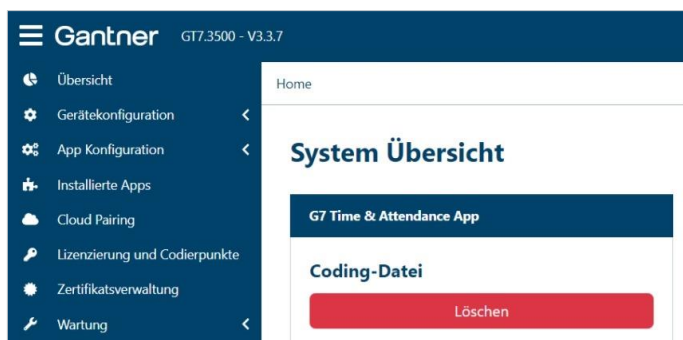 Gantner GT7.3500 - V3.3.7
Übersicht
Gerätekonfiguration
App Konfiguration
Installierte Apps
Cloud Pairing
Lizenzierung und Codierpunkte
Zertifikatsverwaltung
Wartung
Home
System Übersicht
G7 Time & Attendance App
Coding-Datei
Löschen